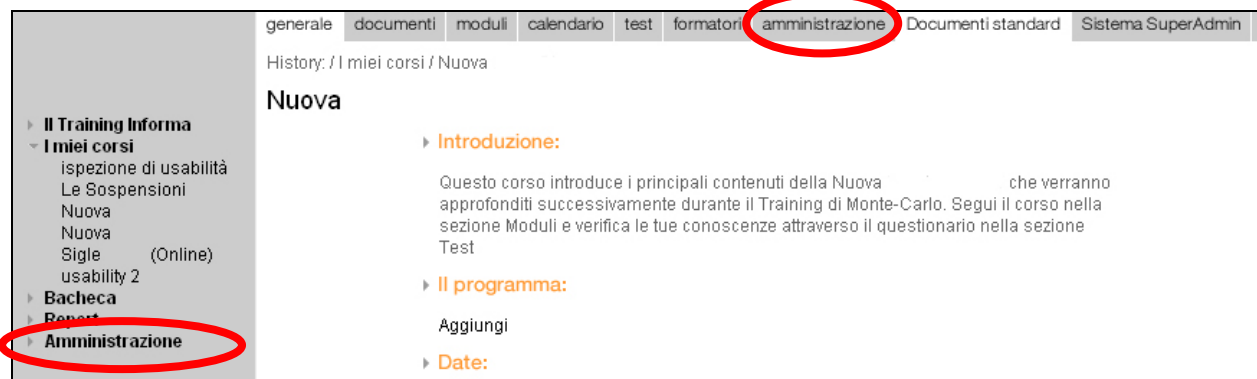 generale documenti moduli calendario test formatori amministrazione Documenti standard Sistema SuperAdmin
History: / I miei corsi / Nuova
Nuova
Il Training Informa
I miei corsi
ispezione di usabilità
Le Sospensioni
Nuova
Nuova
Sigle (Online)
usability 2
Bacheca
Report
Amministrazione
Introduzione:
Questo corso introduce i principali contenuti della Nuova che verranno
approfonditi successivamente durante il Training di Monte-Carlo. Segui il corso nella
sezione Moduli e verifica le tue conoscenze attraverso il questionario nella sezione
Test
Il programma:
Aggiungi
Date: